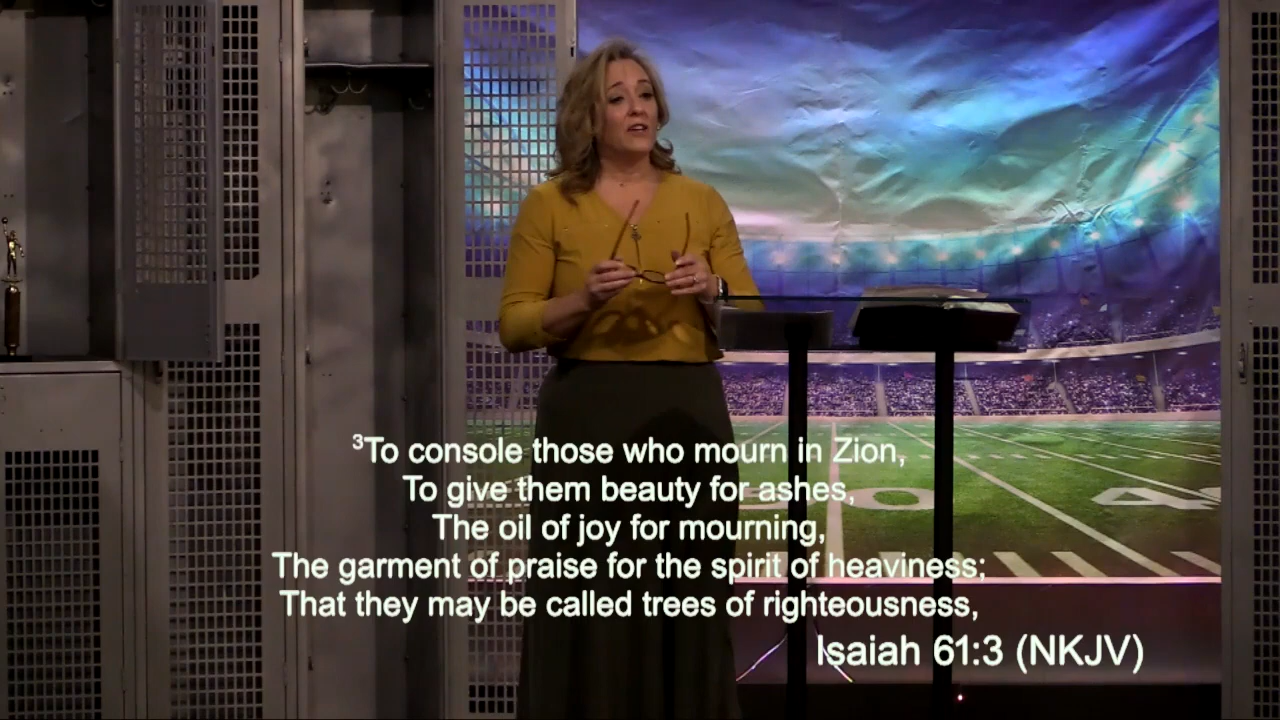 ³To console those who mourn in Zion,
To give them beauty for ashes,
The oil of joy for mourning,
The garment of praise for the spirit of heaviness;
That they may be called trees of righteousness,
Isaiah 61:3 (NKJV)
50
40